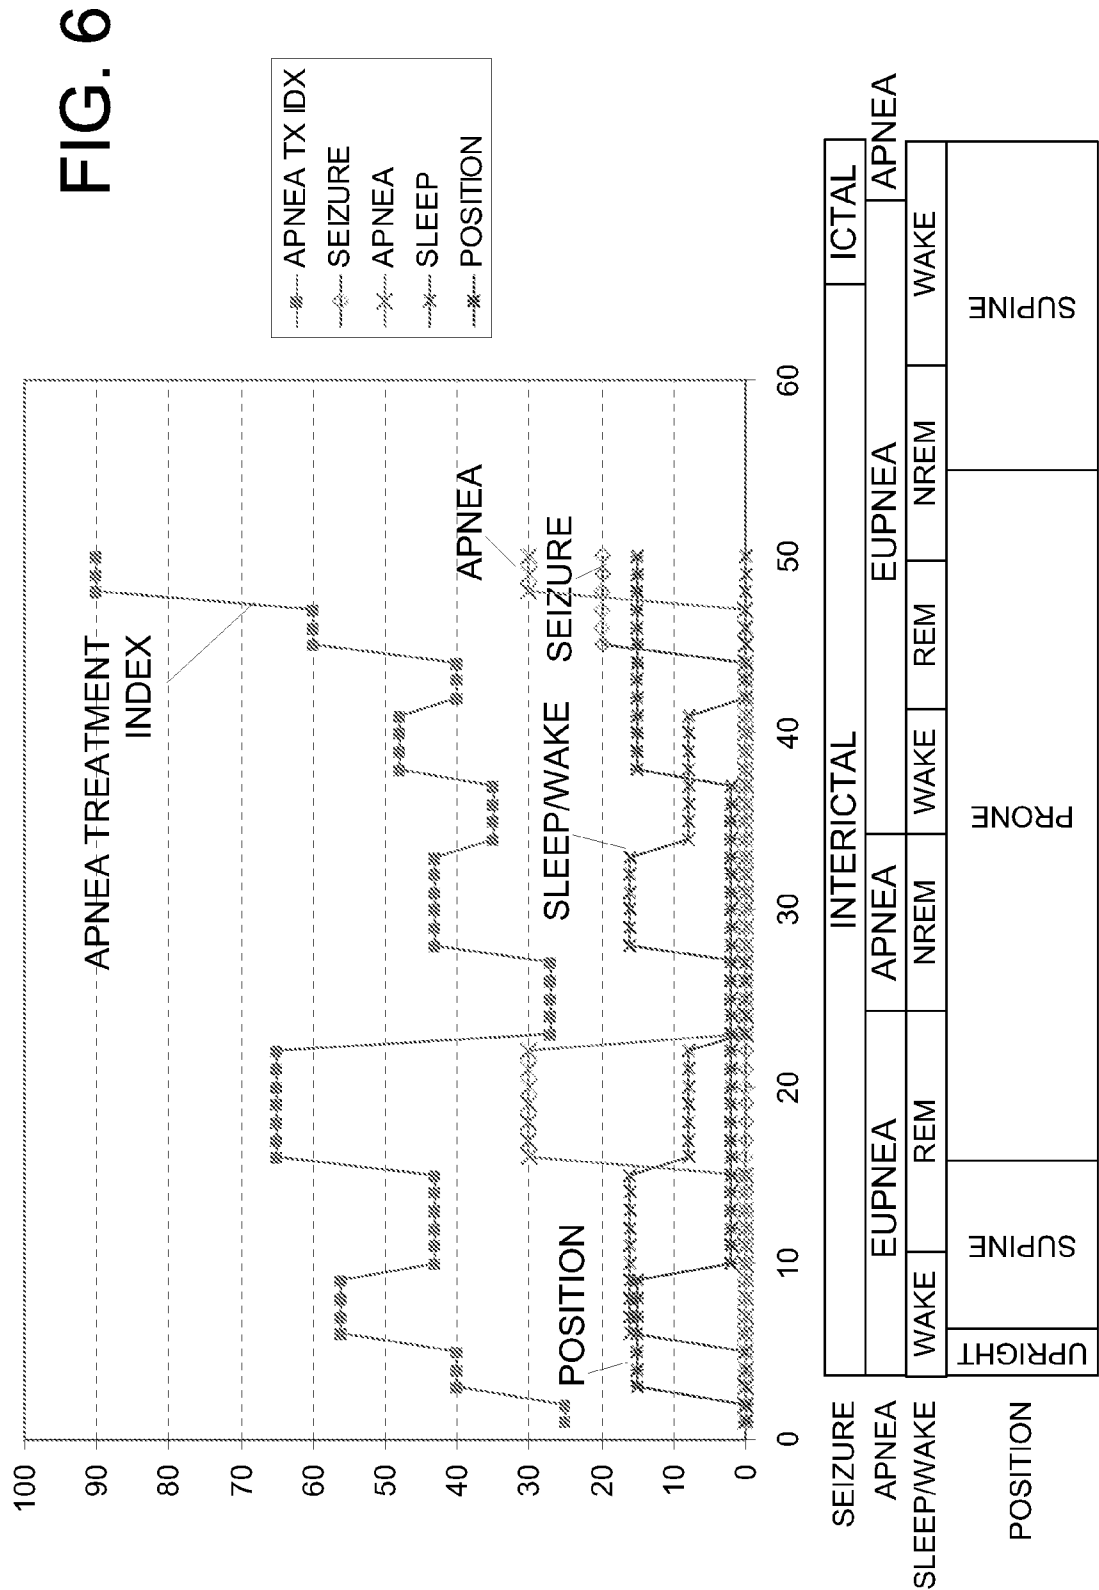 FIG. 6
APNEA TX IDX
SEIZURE
APNEA
SLEEP
POSITION
100
90
80
70
60
50
40
30
20
10
0
APNEA TREATMENT
INDEX
APNEA
SEIZURE
SLEEP/WAKE
POSITION
0
10
20
30
40
50
60
SEIZURE
INTERICTAL
ICTAL
APNEA
EUPNEA
APNEA
EUPNEA
APNEA
SLEEP/WAKE
WAKE
REM
NREM
WAKE
REM
NREM
WAKE
POSITION
UPRIGHT
SUPINE
PRONE
SUPINE